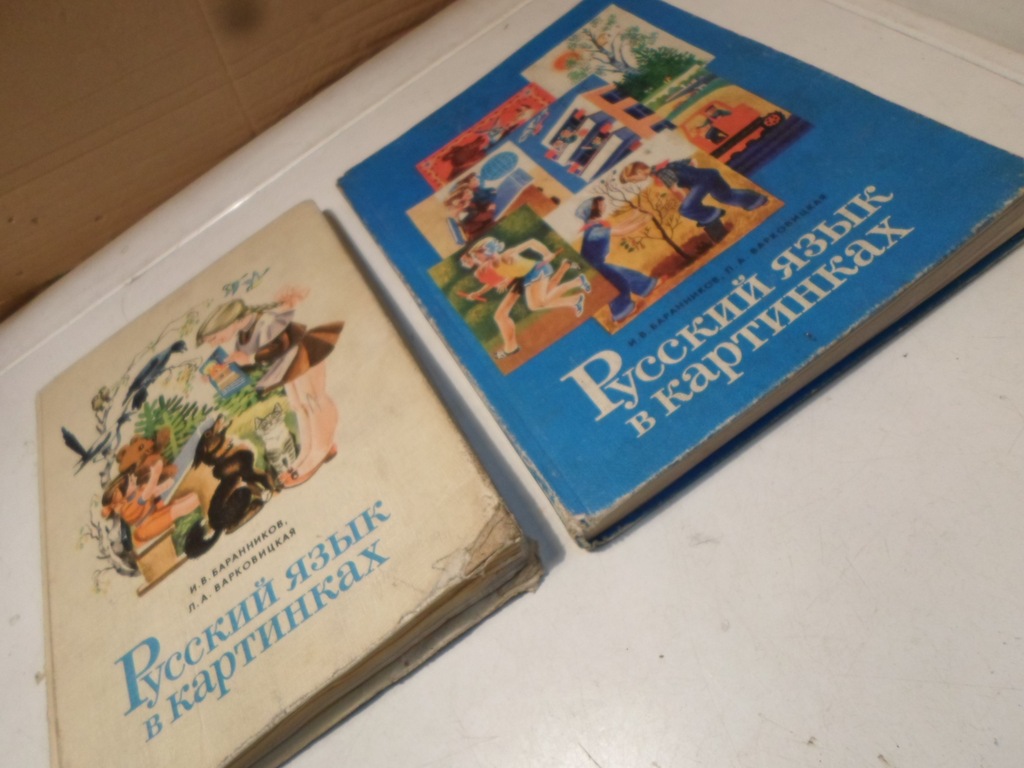 И.В. БАРАННИКОВ,
Л.А. ВАРКОВИЦКАЯ
Русский язык
в картинках
И.В. БАРАННИКОВ, Л.А. ВАРКОВИЦКАЯ
Русский язык
в картинках